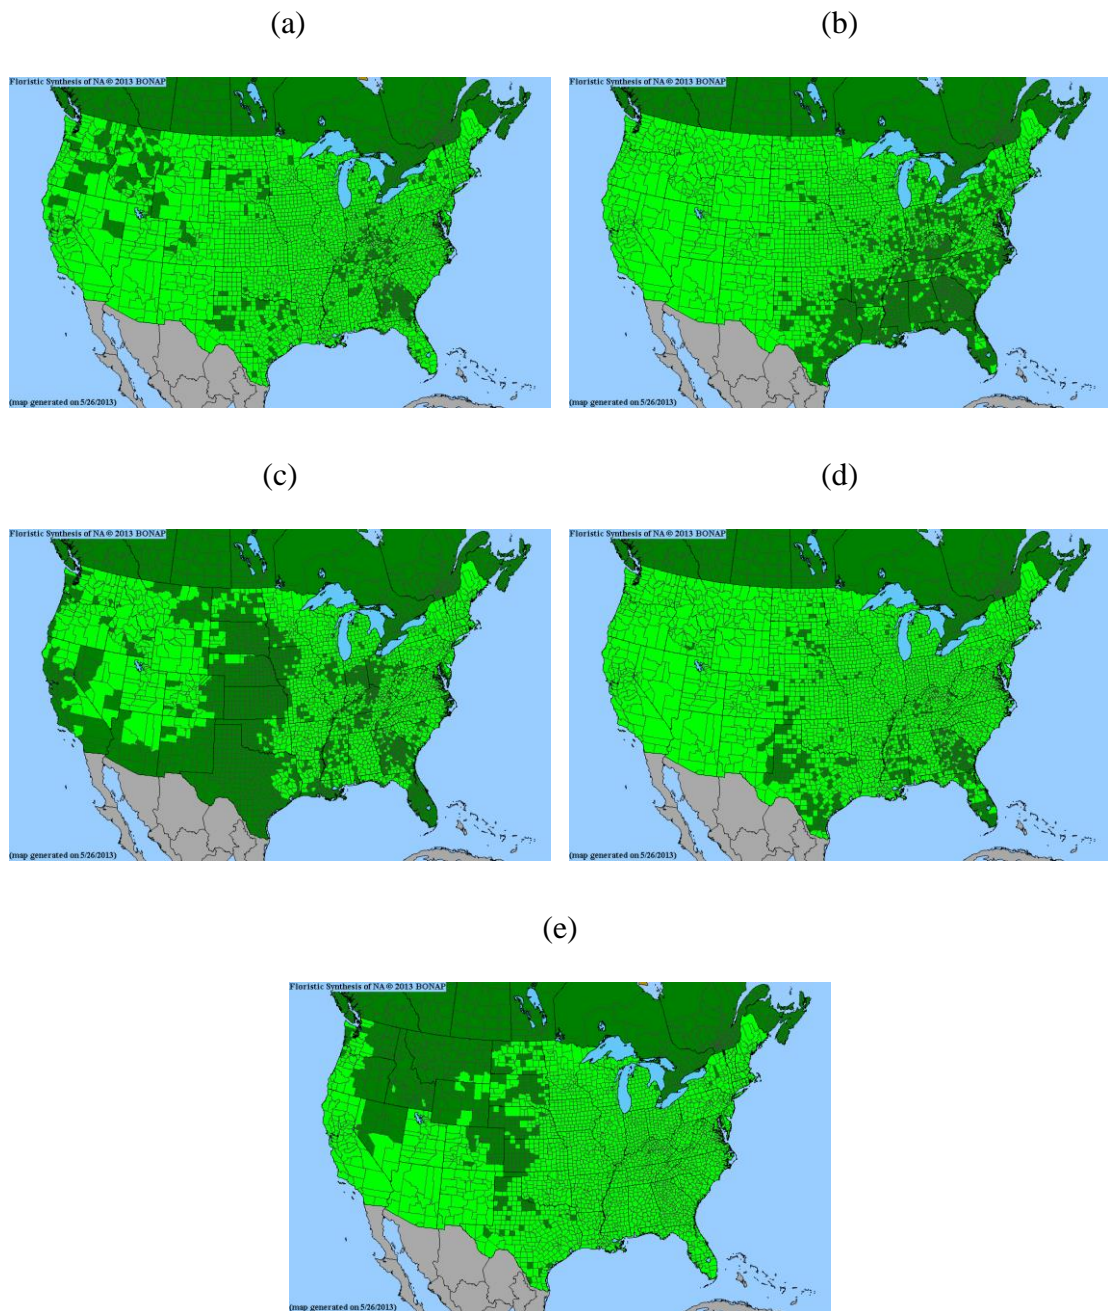 (a)
(b)
Floristic Synthesis of NA © 2013 BONAP
Floristic Synthesis of NA © 2013 BONAP
(map generated on 5/26/2013)
(map generated on 5/26/2013)
(c)
(d)
Floristic Synthesis of NA © 2013 BONAP
Floristic Synthesis of NA © 2013 BONAP
(map generated on 5/26/2013)
(map generated on 5/26/2013)
(e)
Floristic Synthesis of NA © 2013 BONAP
(map generated on 5/26/2013)